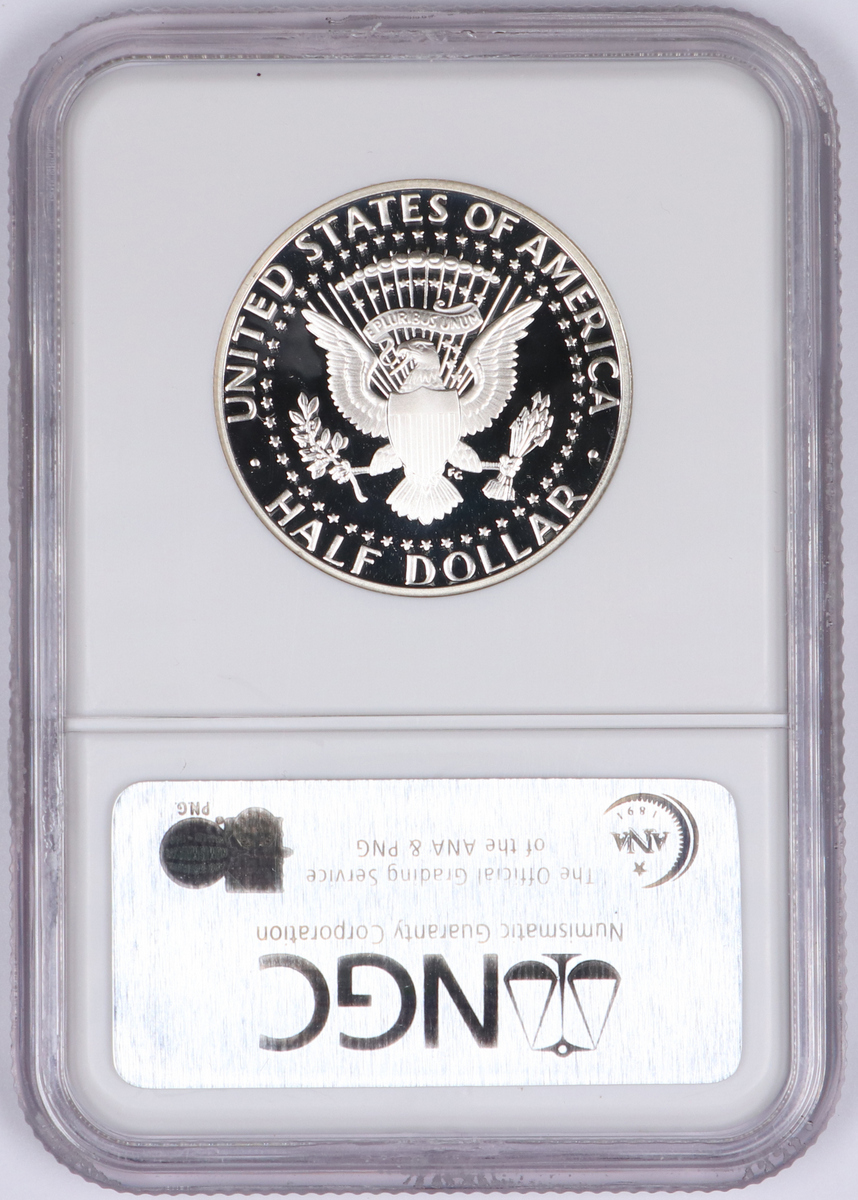 UNITED STATES OF AMERICA
E PLURIBUS UNUM
FG
HALF DOLLAR
NGC
Numismatic Guaranty Corporation
The Official Grading Service
of the ANA & PNG
ANA
1891
P.N.G.